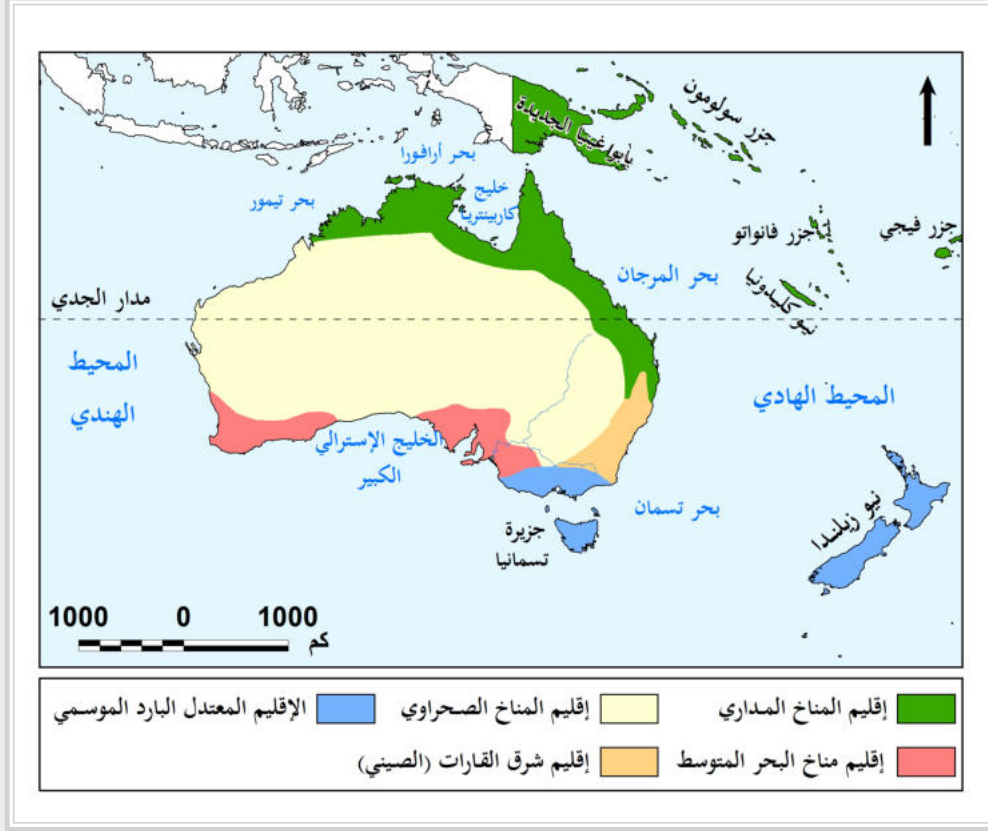 جزر سولومون
بابوا غينيا الجديدة
بحر أرافورا
خليج
كاربينتريا
بحر تيمور
جزر فيجي
جزر فانواتو
بحر المرجان
نيو كليدونيا
مدار الجدي
المحيط
الهندي
المحيط الهادي
الخليج الإسترالي
الكبير
بحر تسمان
نيو زيلندا
جزيرة
تسمانيا
1000 0 1000
كم
إقليم المناخ المداري
إقليم المناخ الصحراوي
الإقليم المعتدل البارد الموسمي
إقليم مناخ البحر المتوسط
إقليم شرق القارات (الصيني)